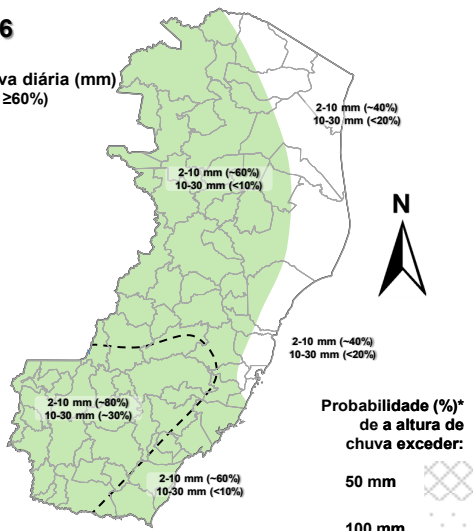 6
va diária (mm)
≥60%)
2-10 mm (~40%)
10-30 mm (<20%)
2-10 mm (~60%)
10-30 mm (<10%)
N
2-10 mm (~40%)
10-30 mm (<20%)
2-10 mm (~80%)
10-30 mm (~30%)
Probabilidade (%)*
de a altura de
chuva exceder:
2-10 mm (~60%)
10-30 mm (<10%)
50 mm
100 mm